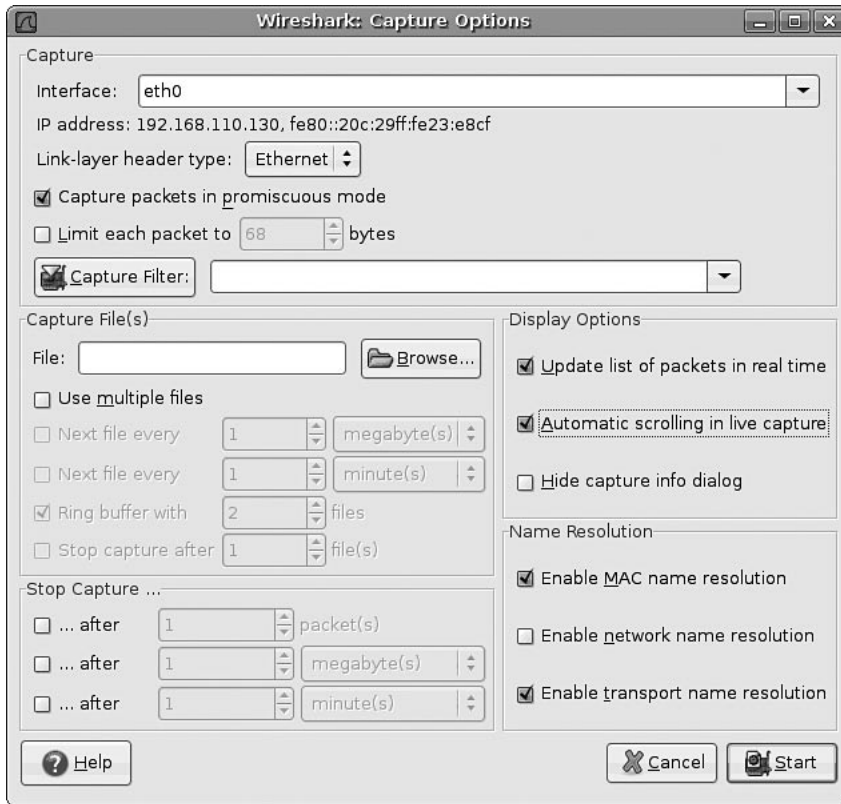 Wireshark: Capture Options
Capture
Interface: eth0
IP address: 192.168.110.130, fe80::20c:29ff:fe23:e8cf
Link-layer header type: Ethernet
Capture packets in promiscuous mode
Limit each packet to 68 bytes
Capture Filter:
Capture File(s)
File: Browse...
Use multiple files
Next file every 1 megabyte(s)
Next file every 1 minute(s)
Ring buffer with 2 files
Stop capture after 1 file(s)
Stop Capture ...
... after 1 packet(s)
... after 1 megabyte(s)
... after 1 minute(s)
Display Options
Update list of packets in real time
Automatic scrolling in live capture
Hide capture info dialog
Name Resolution
Enable MAC name resolution
Enable network name resolution
Enable transport name resolution
Help
Cancel
Start